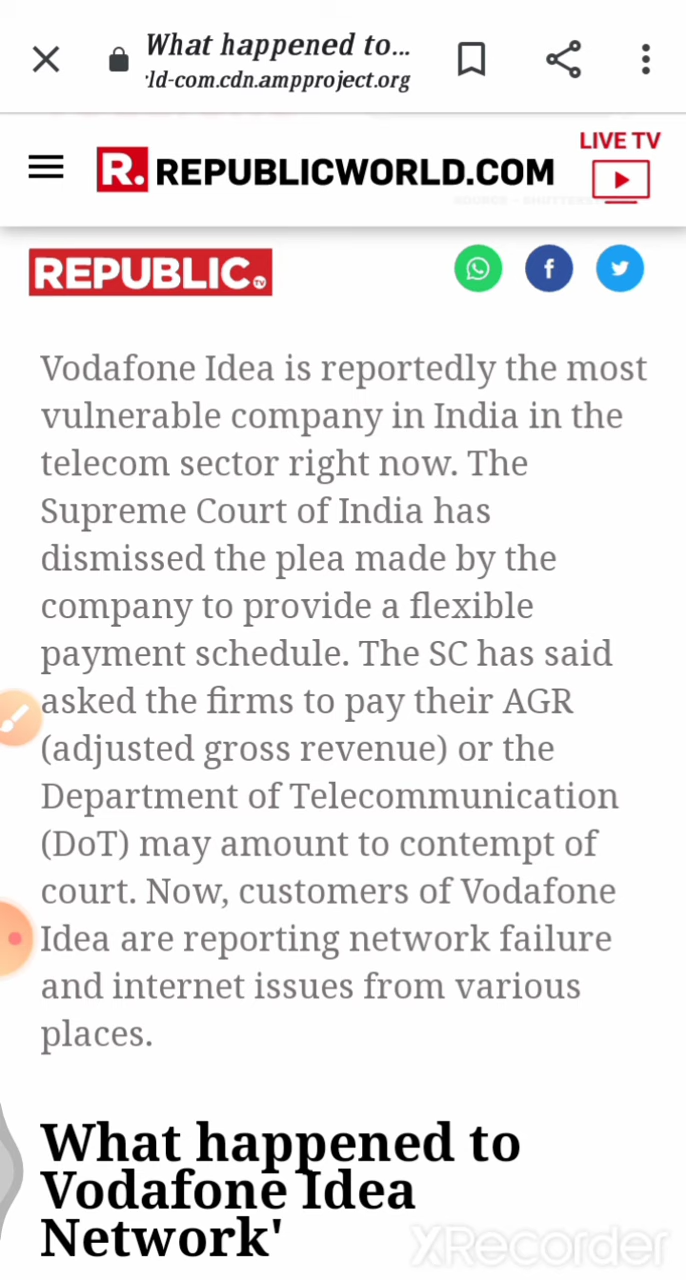 What happened to...
ld-com.cdn.ampproject.org
LIVE TV
R. REPUBLICWORLD.COM
REPUBLIC. TV
Vodafone Idea is reportedly the most
vulnerable company in India in the
telecom sector right now. The
Supreme Court of India has
dismissed the plea made by the
company to provide a flexible
payment schedule. The SC has said
asked the firms to pay their AGR
(adjusted gross revenue) or the
Department of Telecommunication
(DoT) may amount to contempt of
court. Now, customers of Vodafone
Idea are reporting network failure
and internet issues from various
places.
What happened to
Vodafone Idea
Network'
XRecorder